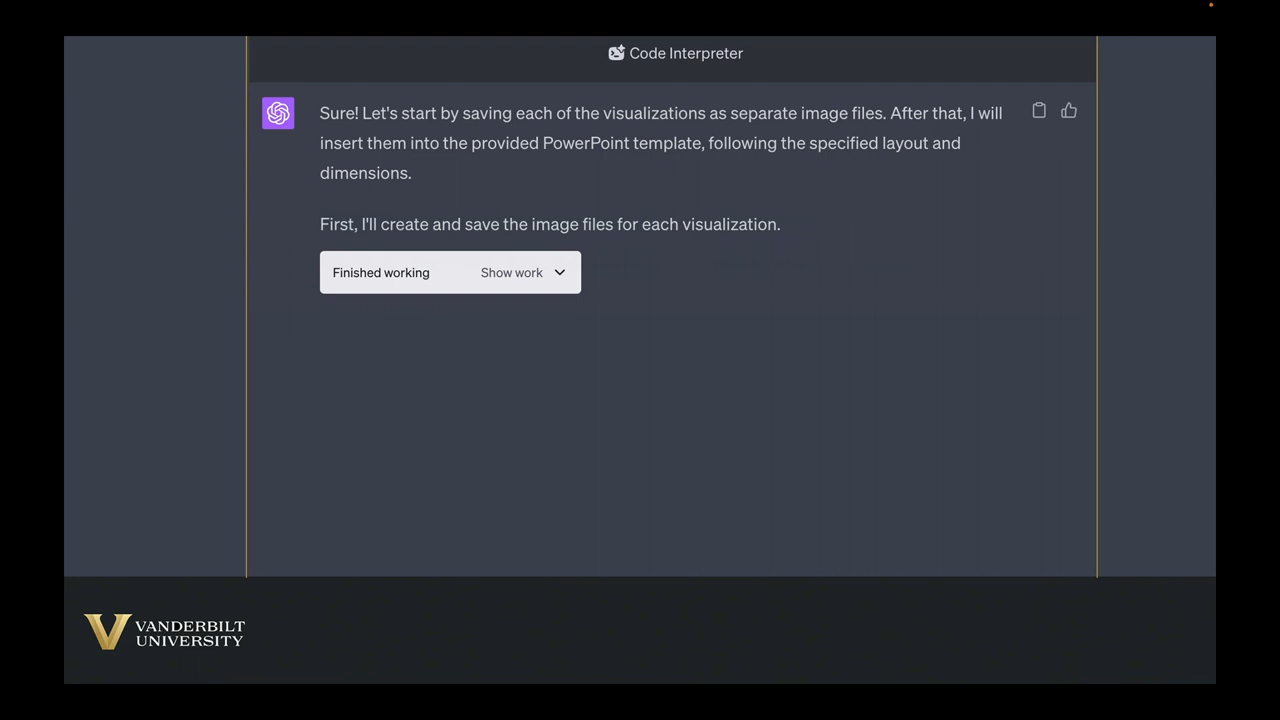 Code Interpreter
Sure! Let's start by saving each of the visualizations as separate image files. After that, I will
insert them into the provided PowerPoint template, following the specified layout and
dimensions.
First, I'll create and save the image files for each visualization.
Finished working Show work
VANDERBILT
UNIVERSITY